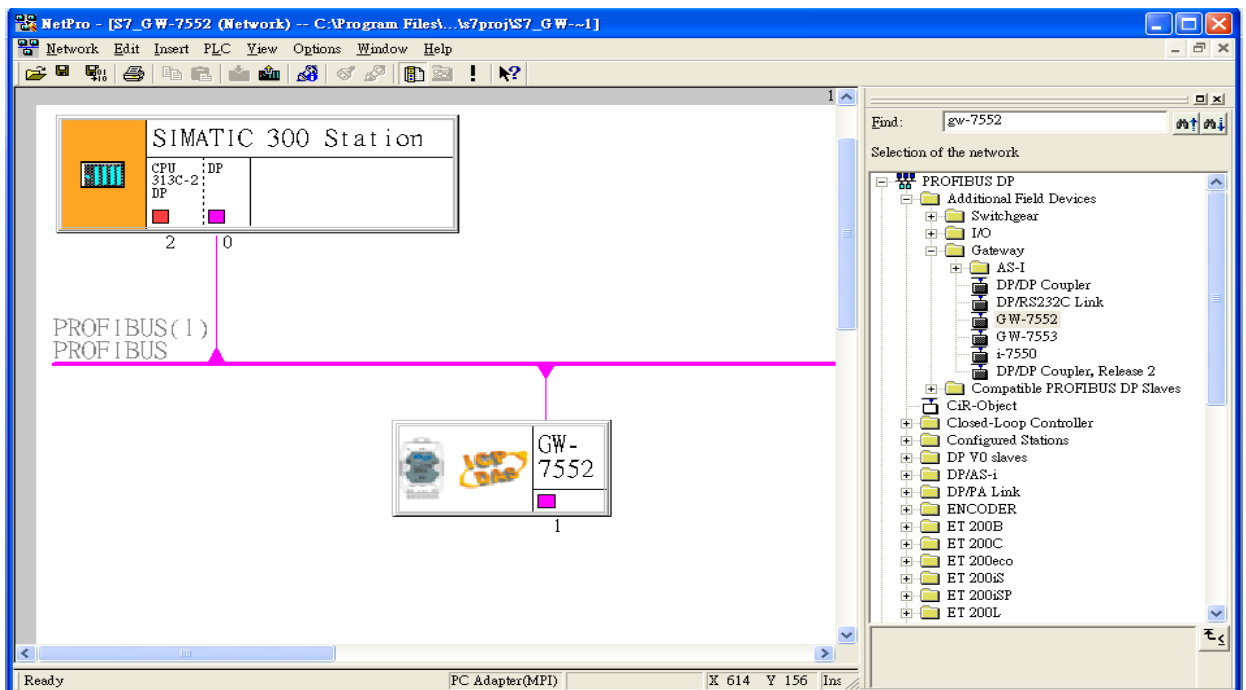 NetPro - [S7_GW-7552 (Network) -- C:\Program Files\...\s7proj\S7_GW-~1]
Network Edit Insert PLC View Options Window Help
1
SIMATIC 300 Station
CPU
313C-2
DP
DP
2
0
PROFIBUS(1)
PROFIBUS
ICP
DAS
GW-
7552
1
Find:
gw-7552
Selection of the network
PROFIBUS DP
Additional Field Devices
Switchgear
I/O
Gateway
AS-I
DP/DP Coupler
DP/RS232C Link
GW-7552
GW-7553
i-7550
DP/DP Coupler, Release 2
Compatible PROFIBUS DP Slaves
CiR-Object
Closed-Loop Controller
Configured Stations
DP V0 slaves
DP/AS-i
DP/PA Link
ENCODER
ET 200B
ET 200C
ET 200eco
ET 200iS
ET 200iSP
ET 200L
Ready
PC Adapter(MPI)
X 614 Y 156
Ins